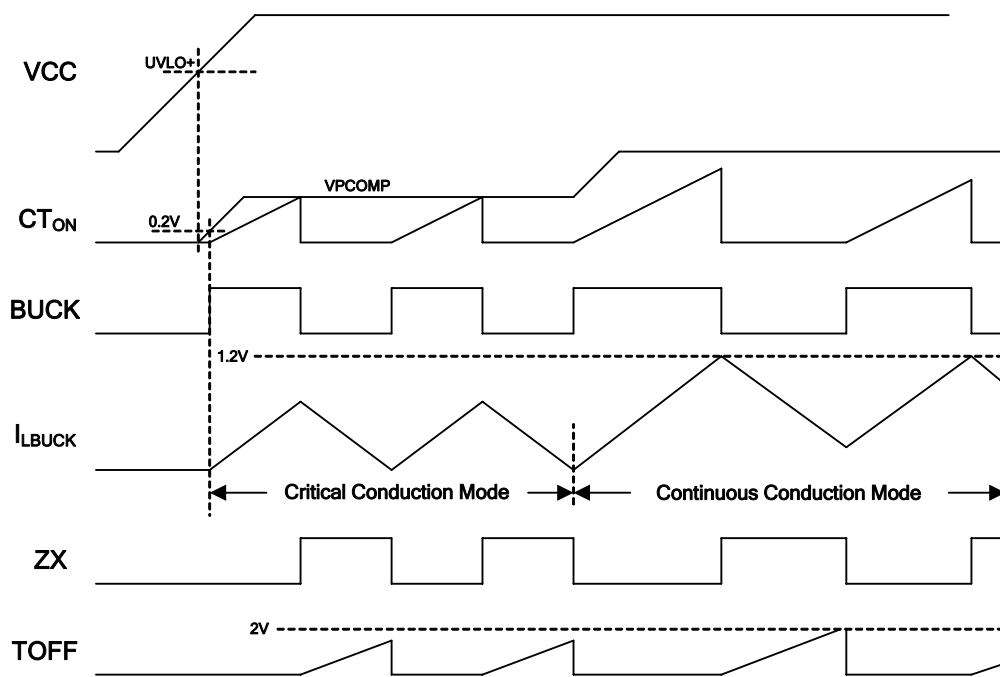 VCC
UVLO+
VPCOMP
CTON
0.2V
BUCK
1.2V
ILBUCK
Critical Conduction Mode
Continuous Conduction Mode
ZX
2V
TOFF